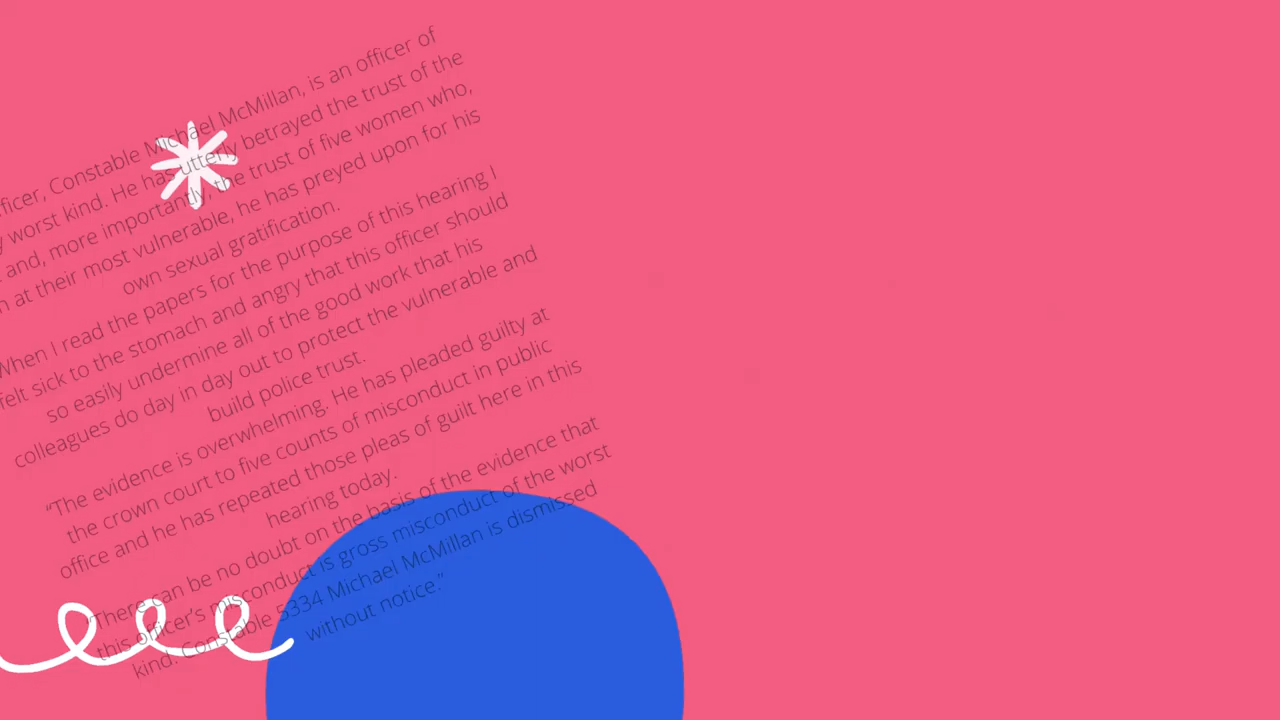 officer, Constable Michael McMillan, is an officer of
worst kind. He has utterly betrayed the trust of the
and, more importantly, the trust of five women who,
at their most vulnerable, he has preyed upon for his
own sexual gratification.
When I read the papers for the purpose of this hearing I
felt sick to the stomach and angry that this officer should
so easily undermine all of the good work that his
colleagues do day in day out to protect the vulnerable and
build police trust.
“The evidence is overwhelming. He has pleaded guilty at
the crown court to five counts of misconduct in public
office and he has repeated those pleas of guilt here in this
hearing today.
“There can be no doubt on the basis of the evidence that
this officer’s misconduct is gross misconduct of the worst
kind. Constable 5334 Michael McMillan is dismissed
without notice.”